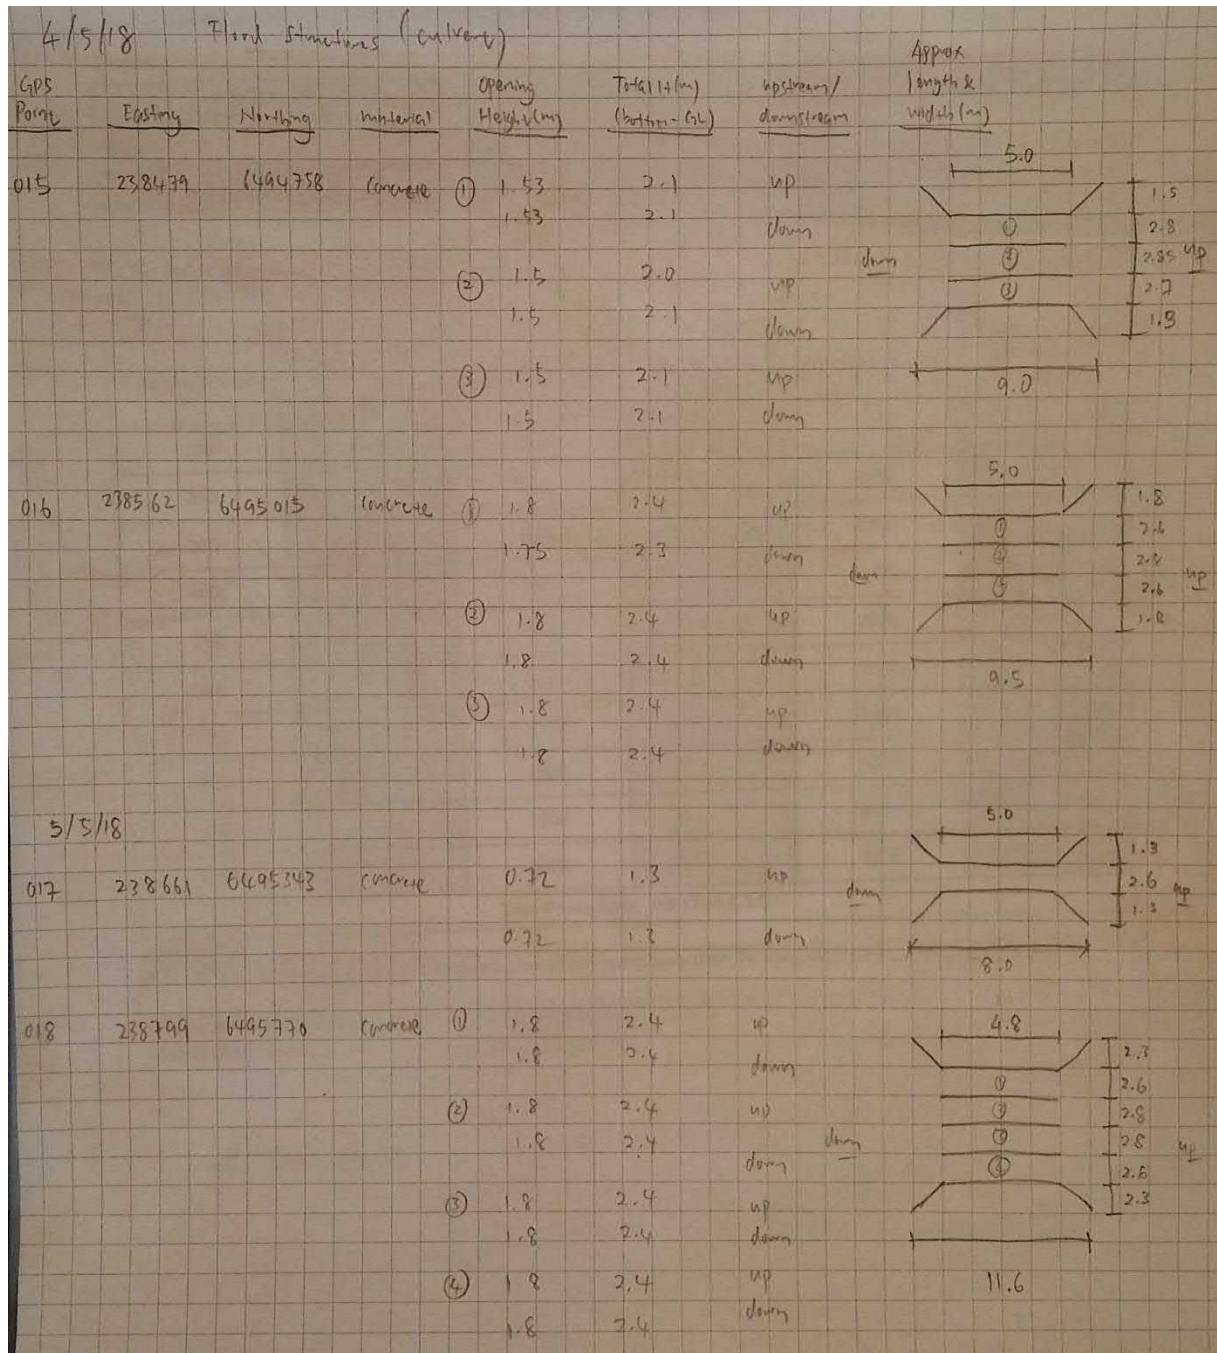 4/5/18 Flood Structures (culvert)
GPS Point Easting Northing material Opening Height(m) Total H(m) (bottom-GL) upstream/ downstream Approx length & width (m)
5.0
015 238479 6494758 Concrete ① 1.53 2.1 up 1.5
1.53 2.1 down ① 2.8
down ② 2.85 up
② 1.5 2.0 up ③ 2.7
1.5 2.1 down 1.3
③ 1.5 2.1 up 9.0
1.5 2.1 down
5.0
016 238562 6495015 Concrete ① 1.8 2.4 up 1.8
① 2.6
1.75 2.3 down ② 2.8
down up
2.6
② 1.8 2.4 up 1.8
1.8 2.4 down
9.5
③ 1.8 2.4 up
1.8 2.4 down
5/5/18 5.0
1.3
017 238661 6495343 concrete 0.72 1.3 up down 2.6 up
1.3
0.72 1.3 down
8.0
018 238799 6495770 Concrete ① 1.8 2.4 up 4.8
1.8 2.4 down 2.3
① 2.6
② 1.8 2.4 up ② 2.8
1.8 2.4 down down ③ 2.8 up
④ 2.6
③ 1.8 2.4 up 2.3
1.8 2.4 down
④ 1.8 2.4 up 11.6
1.8 2.4 down